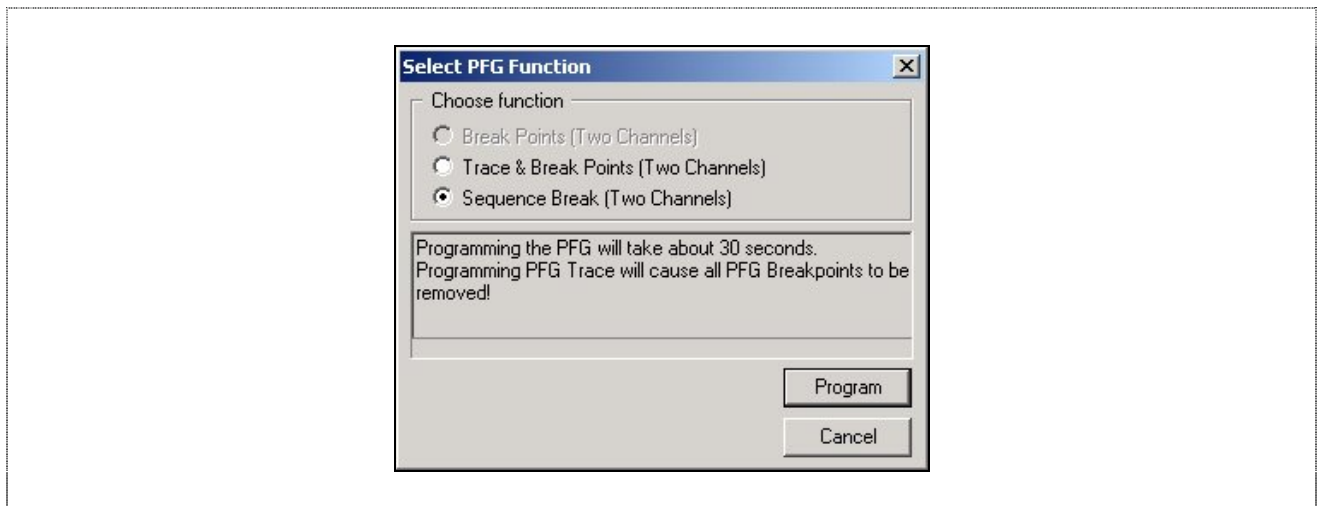 Select PFG Function
Choose function
Break Points (Two Channels)
Trace & Break Points (Two Channels)
Sequence Break (Two Channels)
Programming the PFG will take about 30 seconds.
Programming PFG Trace will cause all PFG Breakpoints to be
removed!
Program
Cancel